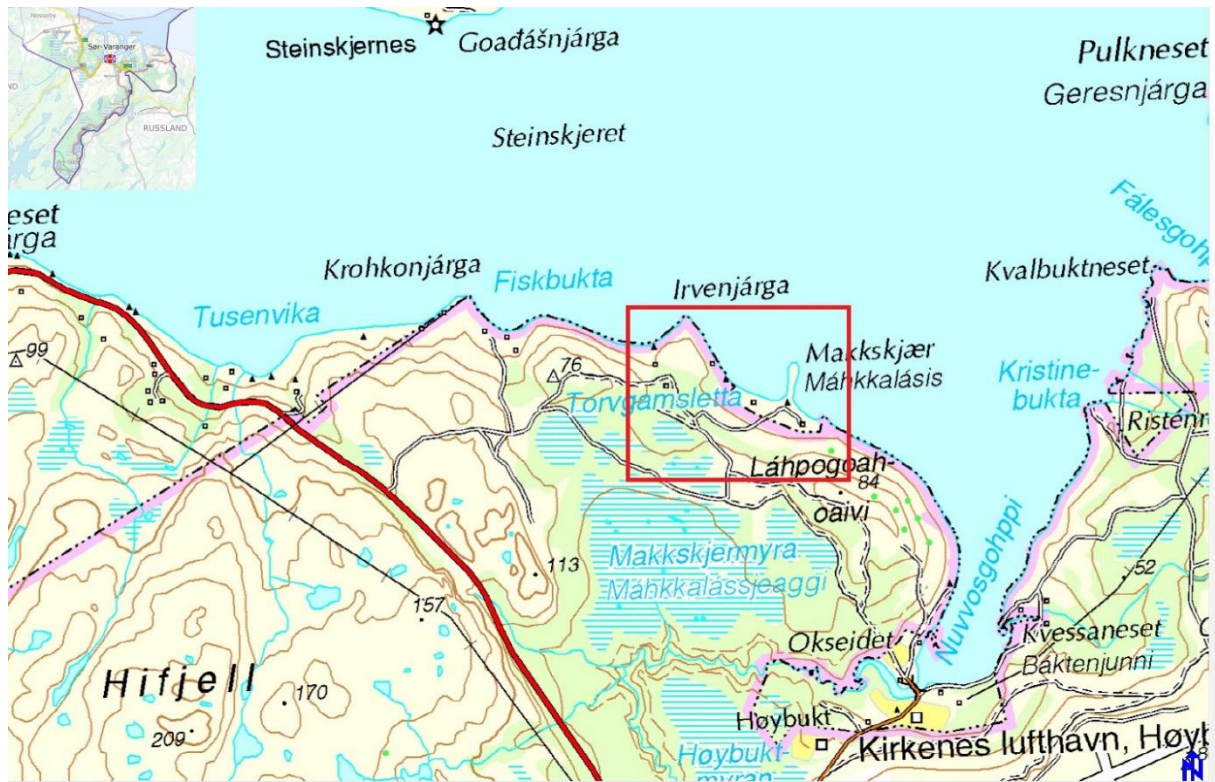 Sør-Varanger
RUSSLAND
Steinskjernes
Goađášnjárga
Pulkneset
Geresnjárga
Steinskjeret
eset
árga
Fálesgohp
Krohkonjárga
Fiskbukta
Irvenjárga
Kvalbuktneset
Tusenvika
Makkskjær
Máhkkalásis
Kristine-
bukta
99
76
Torvgamsletta
Ristén
Láhpogoah-
84
oaivi
113
Makkskjermyra
Máhkkalássjeaggi
52
157
Nuvvosgohppi
Okseidet
Kvessaneset
Báktenjunni
Hifjell
170
209
Høybukt
Kirkenes lufthavn, Høyb
Høybukt-
myran
N